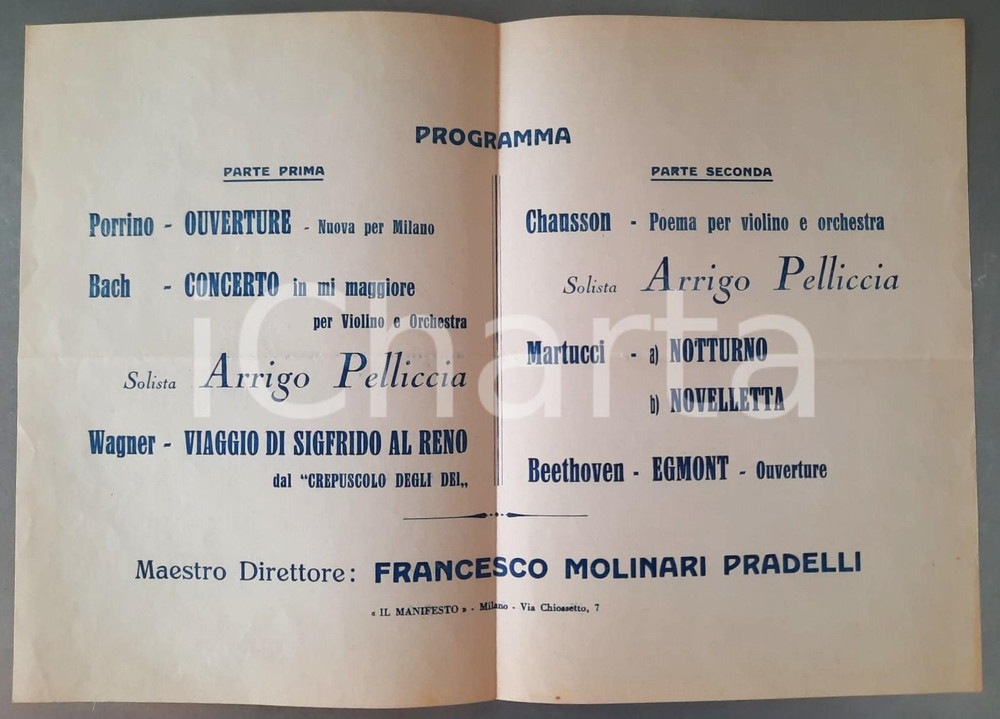 PROGRAMMA
PARTE PRIMA
Porrino - OUVERTURE - Nuova per Milano
Bach - CONCERTO in mi maggiore
per Violino e Orchestra
Solista Arrigo Pelliccia
Wagner - VIAGGIO DI SIGFRIDO AL RENO
dal “CREPUSCOLO DEGLI DEI„
PARTE SECONDA
Chausson - Poema per violino e orchestra
Solista Arrigo Pelliccia
Martucci - a) NOTTURNO
b) NOVELLETTA
Beethoven - EGMONT - Ouverture
Maestro Direttore: FRANCESCO MOLINARI PRADELLI
« IL MANIFESTO » - Milano - Via Chiossetto, 7
iCharta